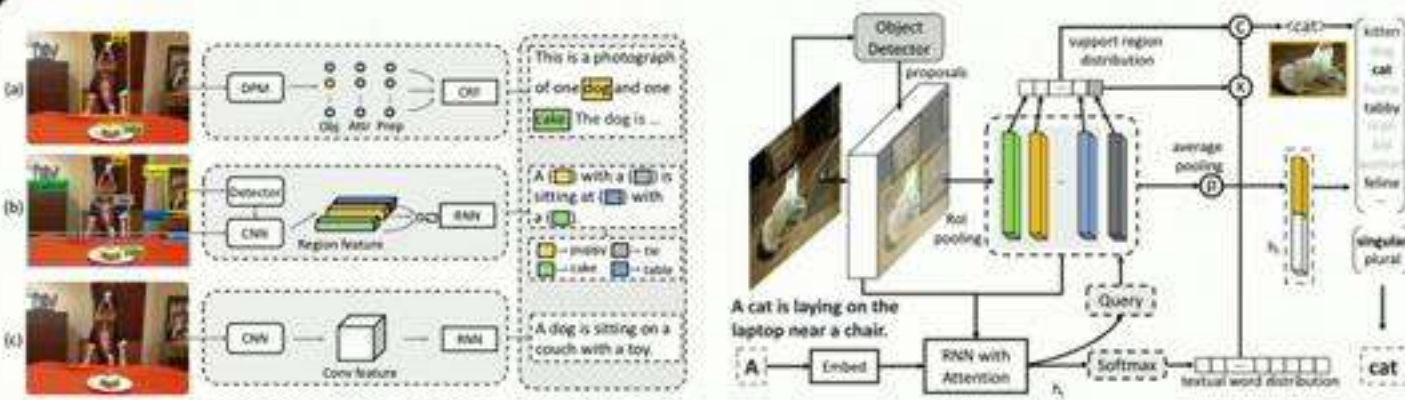 (a)
DPM
Obj Attr Prep
CRF
This is a photograph
of one dog and one
cake. The dog is ...
(b)
Detector
CNN
Region feature
RNN
A ( ) with a ( ) is
sitting at ( ) with
a ( ).
puppy
tie
cake
table
(c)
CNN
Conv feature
RNN
A dog is sitting on a
couch with a toy.
Object
Detector
proposals
support region
distribution
C
<cat>
kitten
cat
tabby
feline
...
average
pooling
P
RoI
pooling
singular
plural
A cat is laying on the
laptop near a chair.
Query
A
Embed
RNN with
Attention
Softmax
textual word distribution
cat